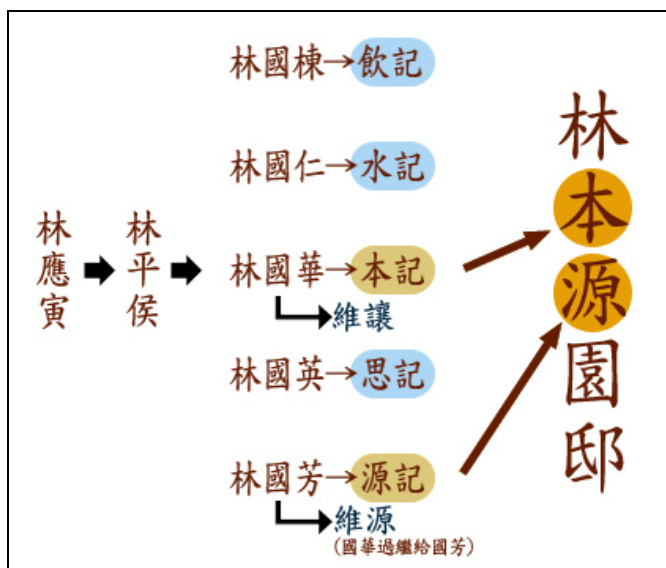 林應寅
林平侯
林國棟→飲記
林國仁→水記
林國華→本記
維讓
林國英→思記
林國芳→源記
維源
(國華過繼給國芳)
林本源園邸